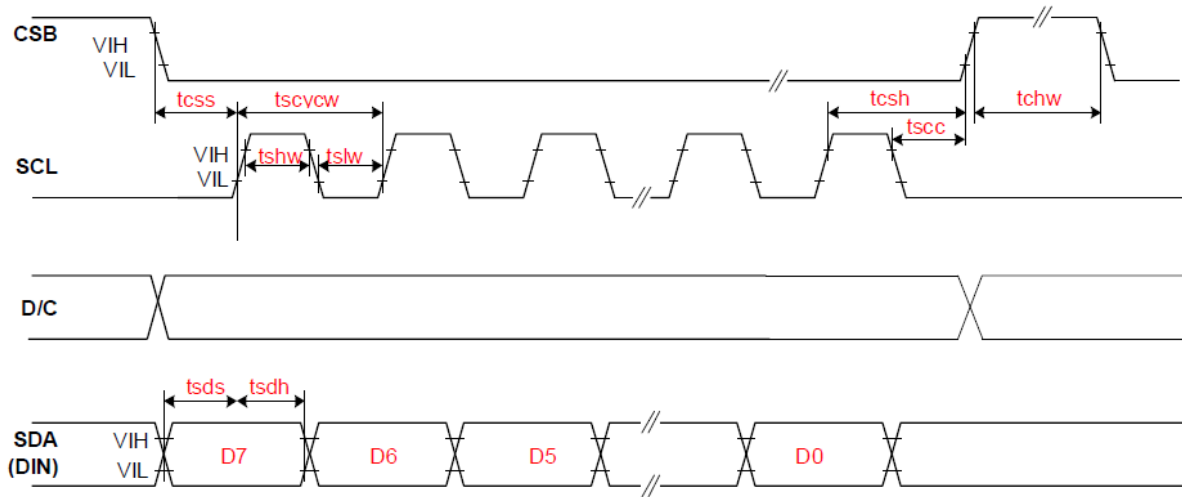 CSB
VIH
VIL
tcss
tscycw
tcsh
tchw
tscc
SCL
VIH
VIL
tshw
tslw
D/C
tsds
tsdh
SDA
(DIN)
VIH
VIL
D7
D6
D5
D0